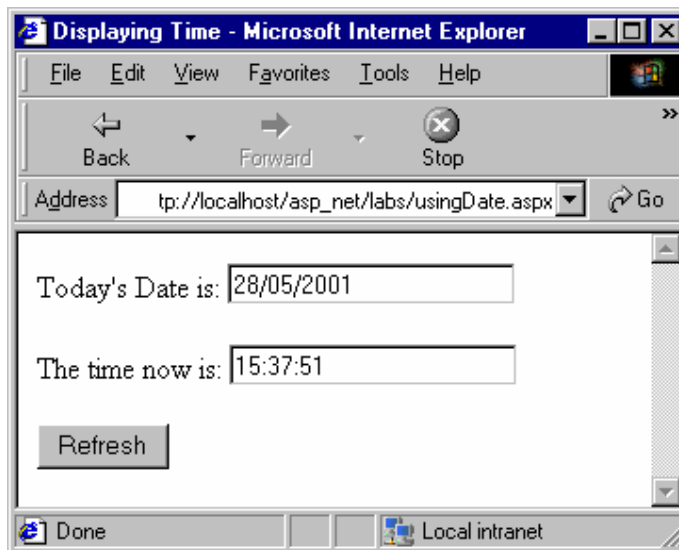 Displaying Time - Microsoft Internet Explorer
File Edit View Favorites Tools Help
Back Forward Stop »
Address tp://localhost/asp_net/labs/usingDate.aspx Go
Today's Date is: 28/05/2001
The time now is: 15:37:51
Refresh
Done Local intranet